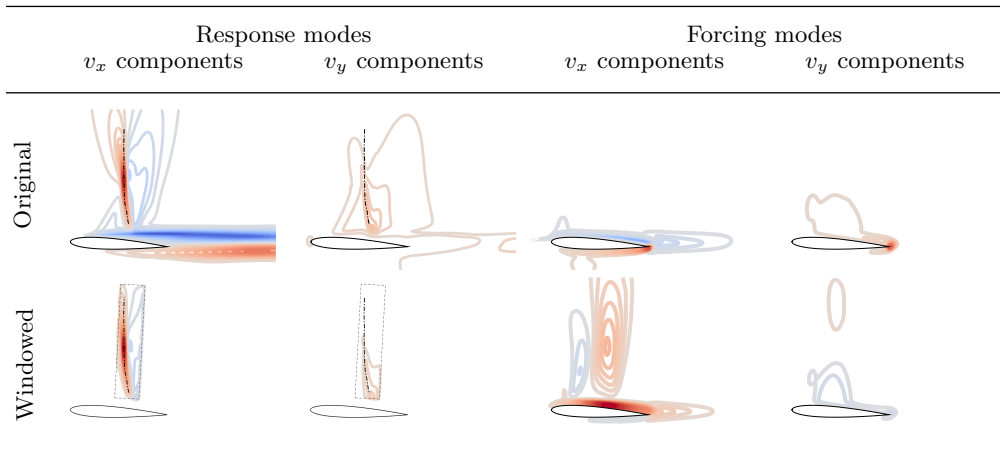 Response modes Forcing modes
v_x components v_y components v_x components v_y components
Original
Windowed